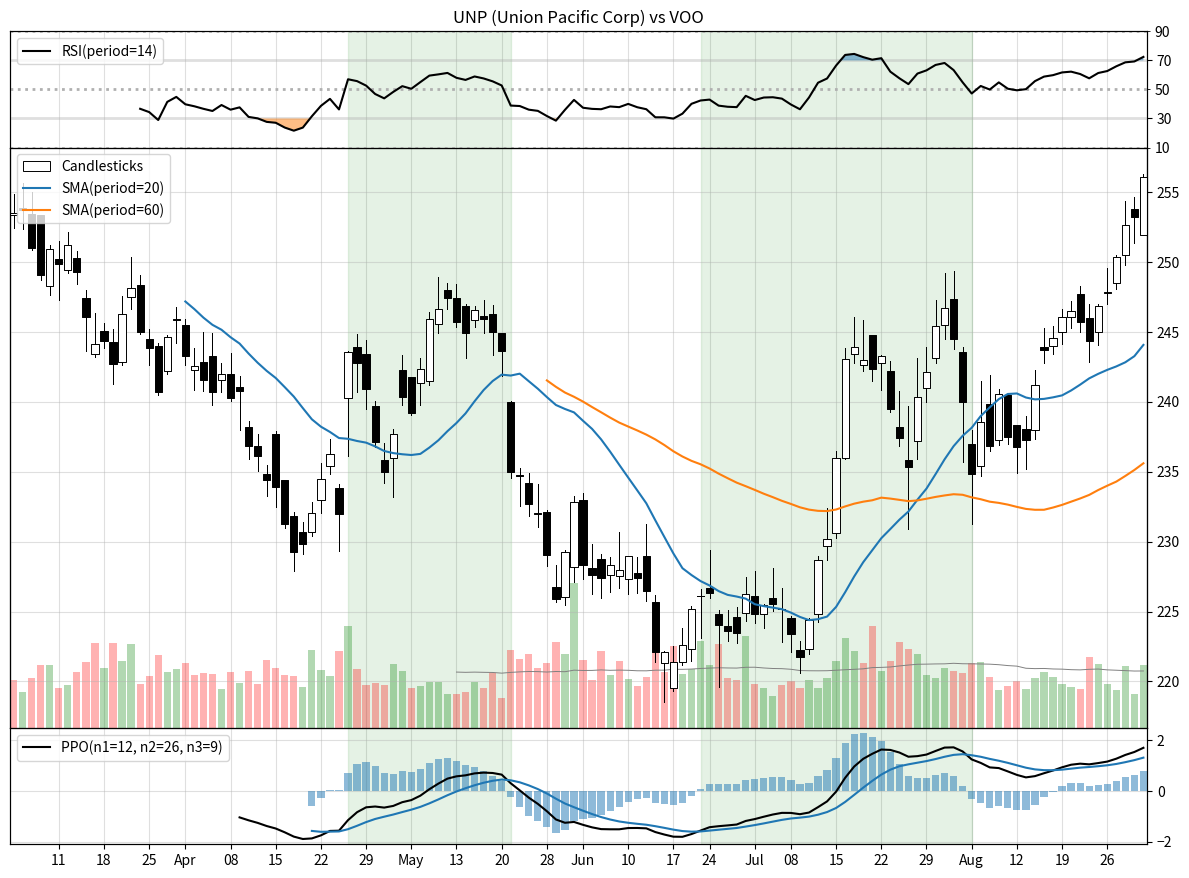 UNP (Union Pacific Corp) vs VOO
RSI(period=14)
90
70
50
30
10
Candlesticks
SMA(period=20)
SMA(period=60)
255
250
245
240
235
230
225
220
PPO(n1=12, n2=26, n3=9)
2
0
−2
11 18 25 Apr 08 15 22 29 May 13 20 28 Jun 10 17 24 Jul 08 15 22 29 Aug 12 19 26